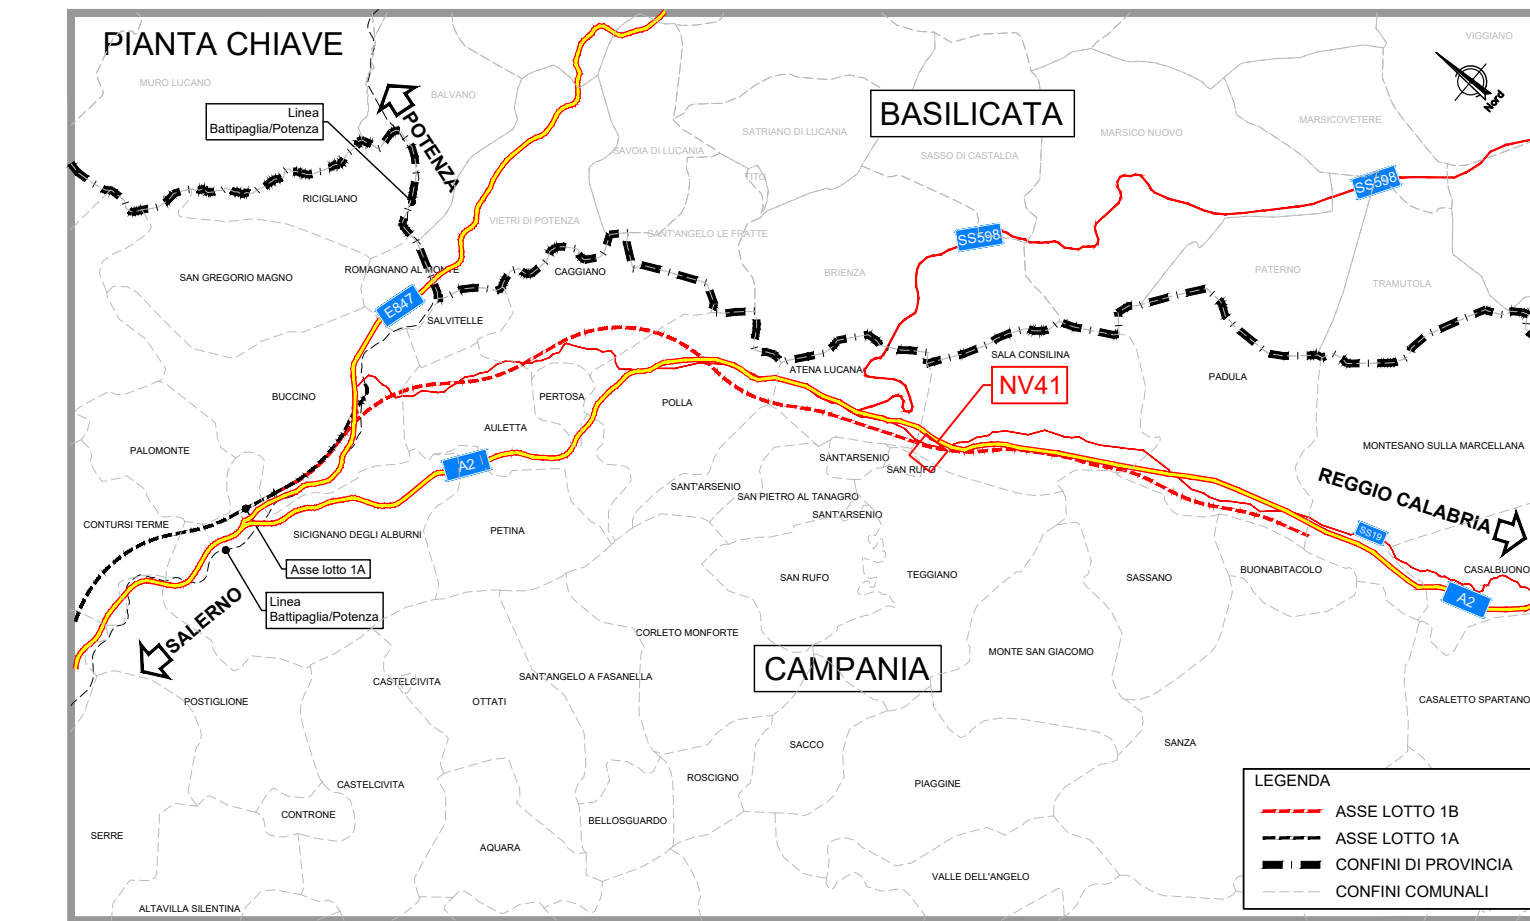 PIANTA CHIAVE
VIGGIANO
MURO LUCANO
BALVANO
Nord
Linea
Battipaglia/Potenza
POTENZA
BASILICATA
MARSICOVETERE
SATRIANO DI LUCANIA
MARSICO NUOVO
SAVOIA DI LUCANIA
SASSO DI CASTALDA
TITO
SS598
RICIGLIANO
VIETRI DI POTENZA
SANT'ANGELO LE FRATTE
SS598
ROMAGNANO AL MONTE
CAGGIANO
BRIENZA
PATERNO
SAN GREGORIO MAGNO
TRAMUTOLA
E847
SALVITELLE
SALA CONSILINA
ATENA LUCANA
PADULA
NV41
BUCCINO
PERTOSA
POLLA
AULETTA
MONTESANO SULLA MARCELLANA
PALOMONTE
A2
SANT'ARSENIO
SAN RUFO
REGGIO CALABRiA
SANT'ARSENIO
SAN PIETRO AL TANAGRO
SANT'ARSENIO
CONTURSI TERME
SICIGNANO DEGLI ALBURNI
PETINA
SS19
Asse lotto 1A
SAN RUFO
TEGGIANO
SASSANO
BUONABITACOLO
CASALBUONO
A2
Linea
Battipaglia/Potenza
SALERNO
CORLETO MONFORTE
MONTE SAN GIACOMO
CAMPANIA
SANT'ANGELO A FASANELLA
CASTELCIVITA
POSTIGLIONE
OTTATI
CASALETTO SPARTANO
SACCO
SANZA
ROSCIGNO
PIAGGINE
CASTELCIVITA
CONTRONE
BELLOSGUARDO
SERRE
AQUARA
VALLE DELL'ANGELO
ALTAVILLA SILENTINA
LEGENDA
ASSE LOTTO 1B
ASSE LOTTO 1A
CONFINI DI PROVINCIA
CONFINI COMUNALI